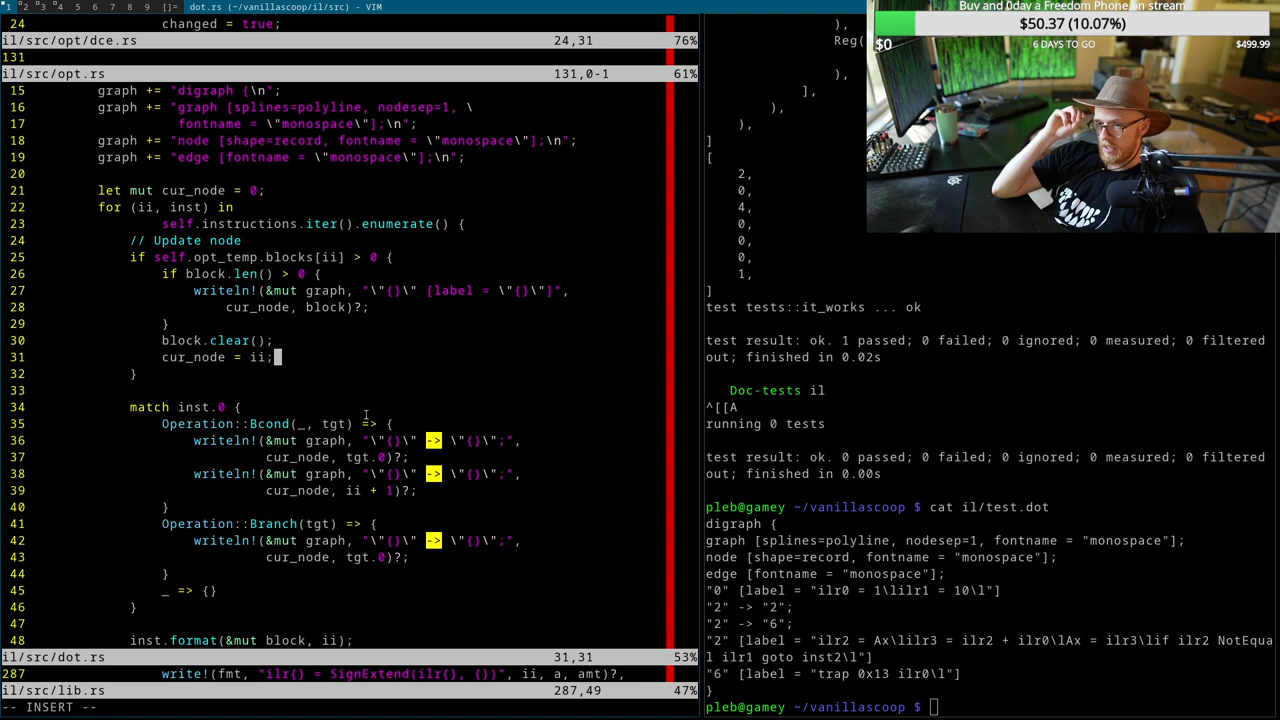 1 2 3 4 5 6 7 8 9 []= dot.rs (~/vanillascoop/il/src) - VIM
24 changed = true;
il/src/opt/dce.rs 24,31 76%
131
il/src/opt.rs 131,0-1 61%
15 graph += "digraph {\n";
16 graph += "graph [splines=polyline, nodesep=1, \
17 fontname = \"monospace\"];\n";
18 graph += "node [shape=record, fontname = \"monospace\"];\n";
19 graph += "edge [fontname = \"monospace\"];\n";
20
21 let mut cur_node = 0;
22 for (ii, inst) in
23 self.instructions.iter().enumerate() {
24 // Update node
25 if self.opt_temp.blocks[ii] > 0 {
26 if block.len() > 0 {
27 writeln!(&mut graph, "\"{}\" [label = \"{}\"]",
28 cur_node, block)?;
29 }
30 block.clear();
31 cur_node = ii;
32 }
33
34 match inst.0 {
35 Operation::Bcond(_, tgt) => {
36 writeln!(&mut graph, "\"{}\" -> \"{}\";",
37 cur_node, tgt.0)?;
38 writeln!(&mut graph, "\"{}\" -> \"{}\";",
39 cur_node, ii + 1)?;
40 }
41 Operation::Branch(tgt) => {
42 writeln!(&mut graph, "\"{}\" -> \"{}\";",
43 cur_node, tgt.0)?;
44 }
45 _ => {}
46 }
47
48 inst.format(&mut block, ii);
il/src/dot.rs 31,31 53%
287 write!(fmt, "ilr{} = SignExtend(ilr{}, {})", ii, a, amt)?,
il/src/lib.rs 287,49 47%
-- INSERT --
),
Reg(
),
],
),
),
]
[
2,
0,
4,
0,
0,
0,
1,
]
test tests::it_works ... ok
test result: ok. 1 passed; 0 failed; 0 ignored; 0 measured; 0 filtered
out; finished in 0.02s
Doc-tests il
^[[A
running 0 tests
test result: ok. 0 passed; 0 failed; 0 ignored; 0 measured; 0 filtered
out; finished in 0.00s
pleb@gamey ~/vanillascoop $ cat il/test.dot
digraph {
graph [splines=polyline, nodesep=1, fontname = "monospace"];
node [shape=record, fontname = "monospace"];
edge [fontname = "monospace"];
"0" [label = "ilr0 = 1\lilr1 = 10\l"]
"2" -> "2";
"2" -> "6";
"2" [label = "ilr2 = Ax\lilr3 = ilr2 + ilr0\lAx = ilr3\lif ilr2 NotEqua
l ilr1 goto inst2\l"]
"6" [label = "trap 0x13 ilr0\l"]
}
pleb@gamey ~/vanillascoop $
Buy and 0day a Freedom Phone on stream
$50.37 (10.07%)
$0 6 DAYS TO GO $499.99